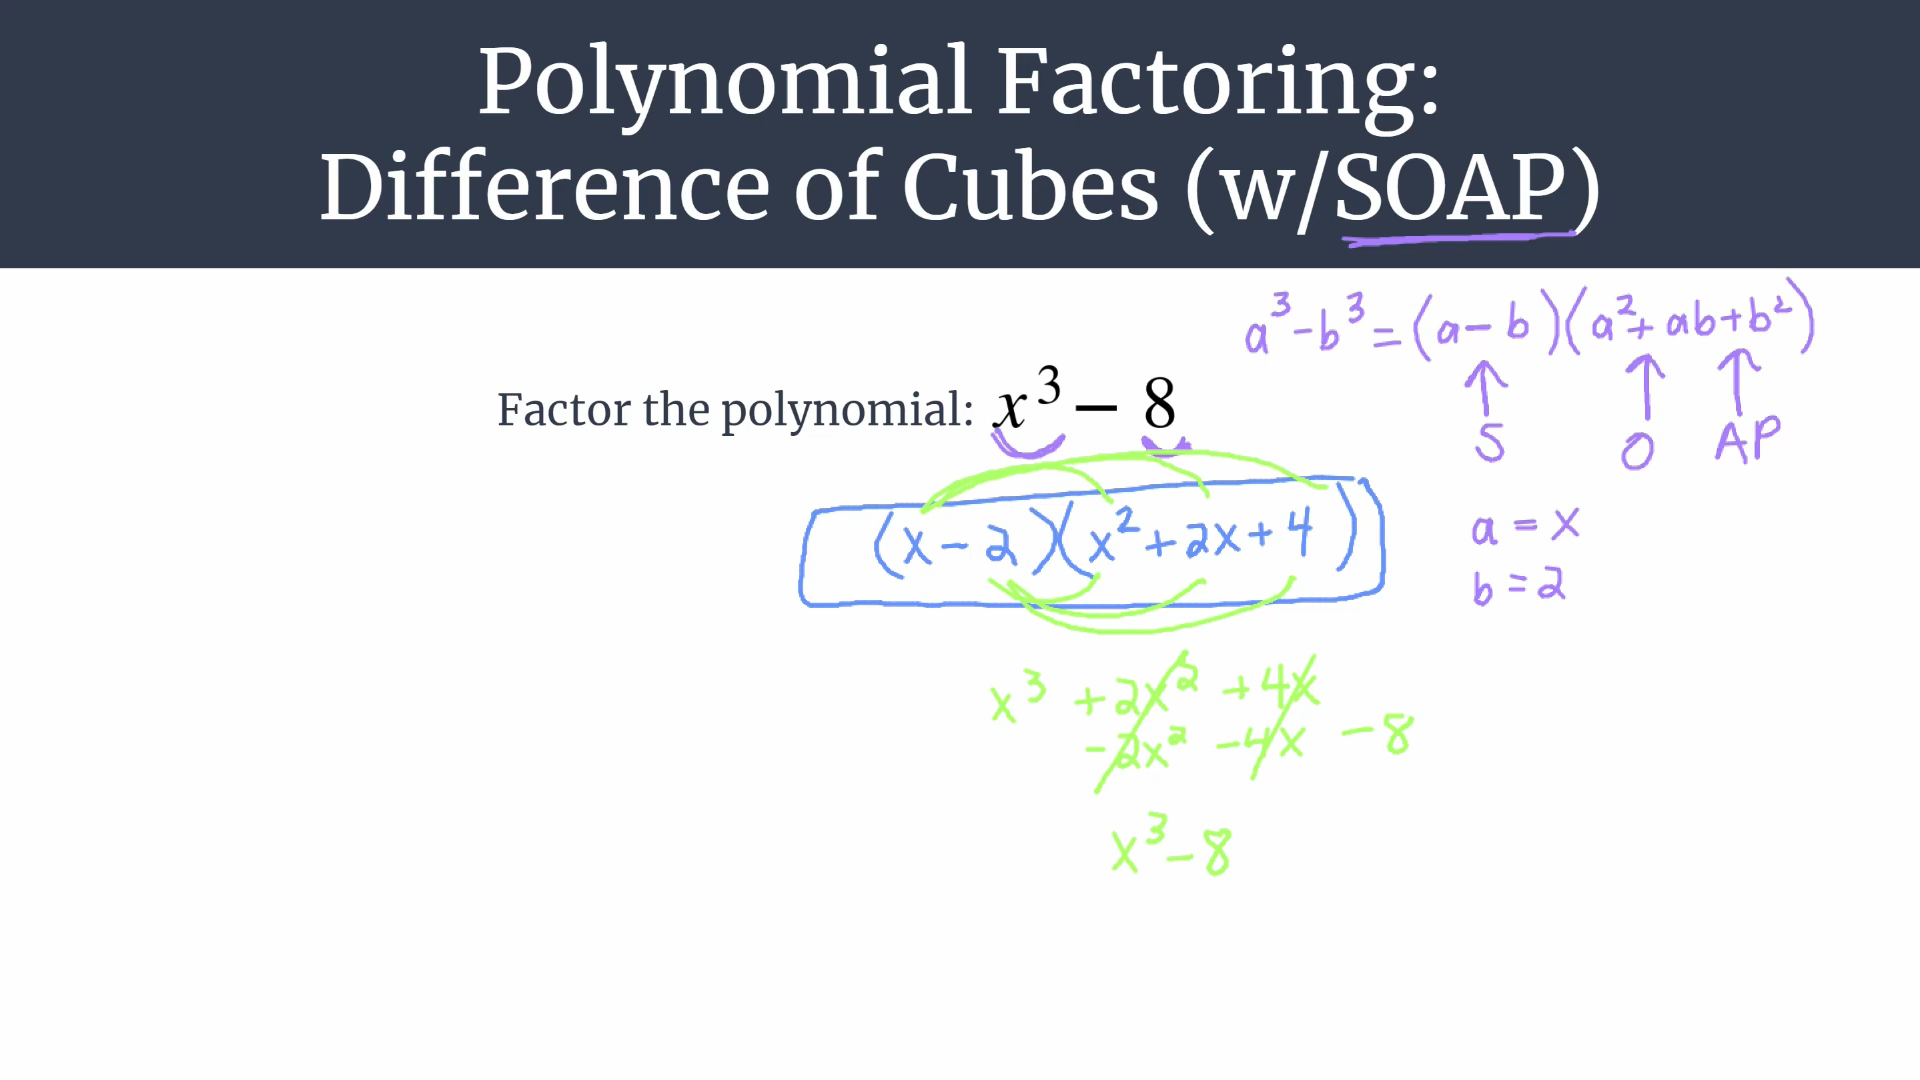 Polynomial Factoring:
Difference of Cubes (w/SOAP)
a³-b³=(a-b)(a²+ab+b²)
Factor the polynomial: x³ − 8
S O AP
(x-2)(x²+2x+4)
a = x
b = 2
x³ +2x² +4x
-2x² -4x -8
x³-8